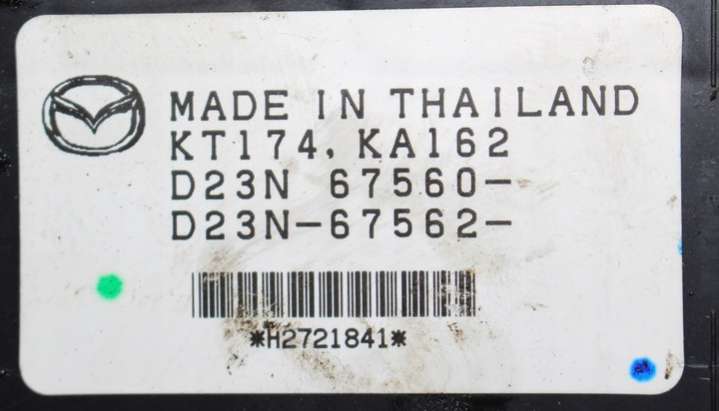 MADE IN THAILAND
KT174, KA162
D23N 67560-
D23N-67562-
*H2721841*